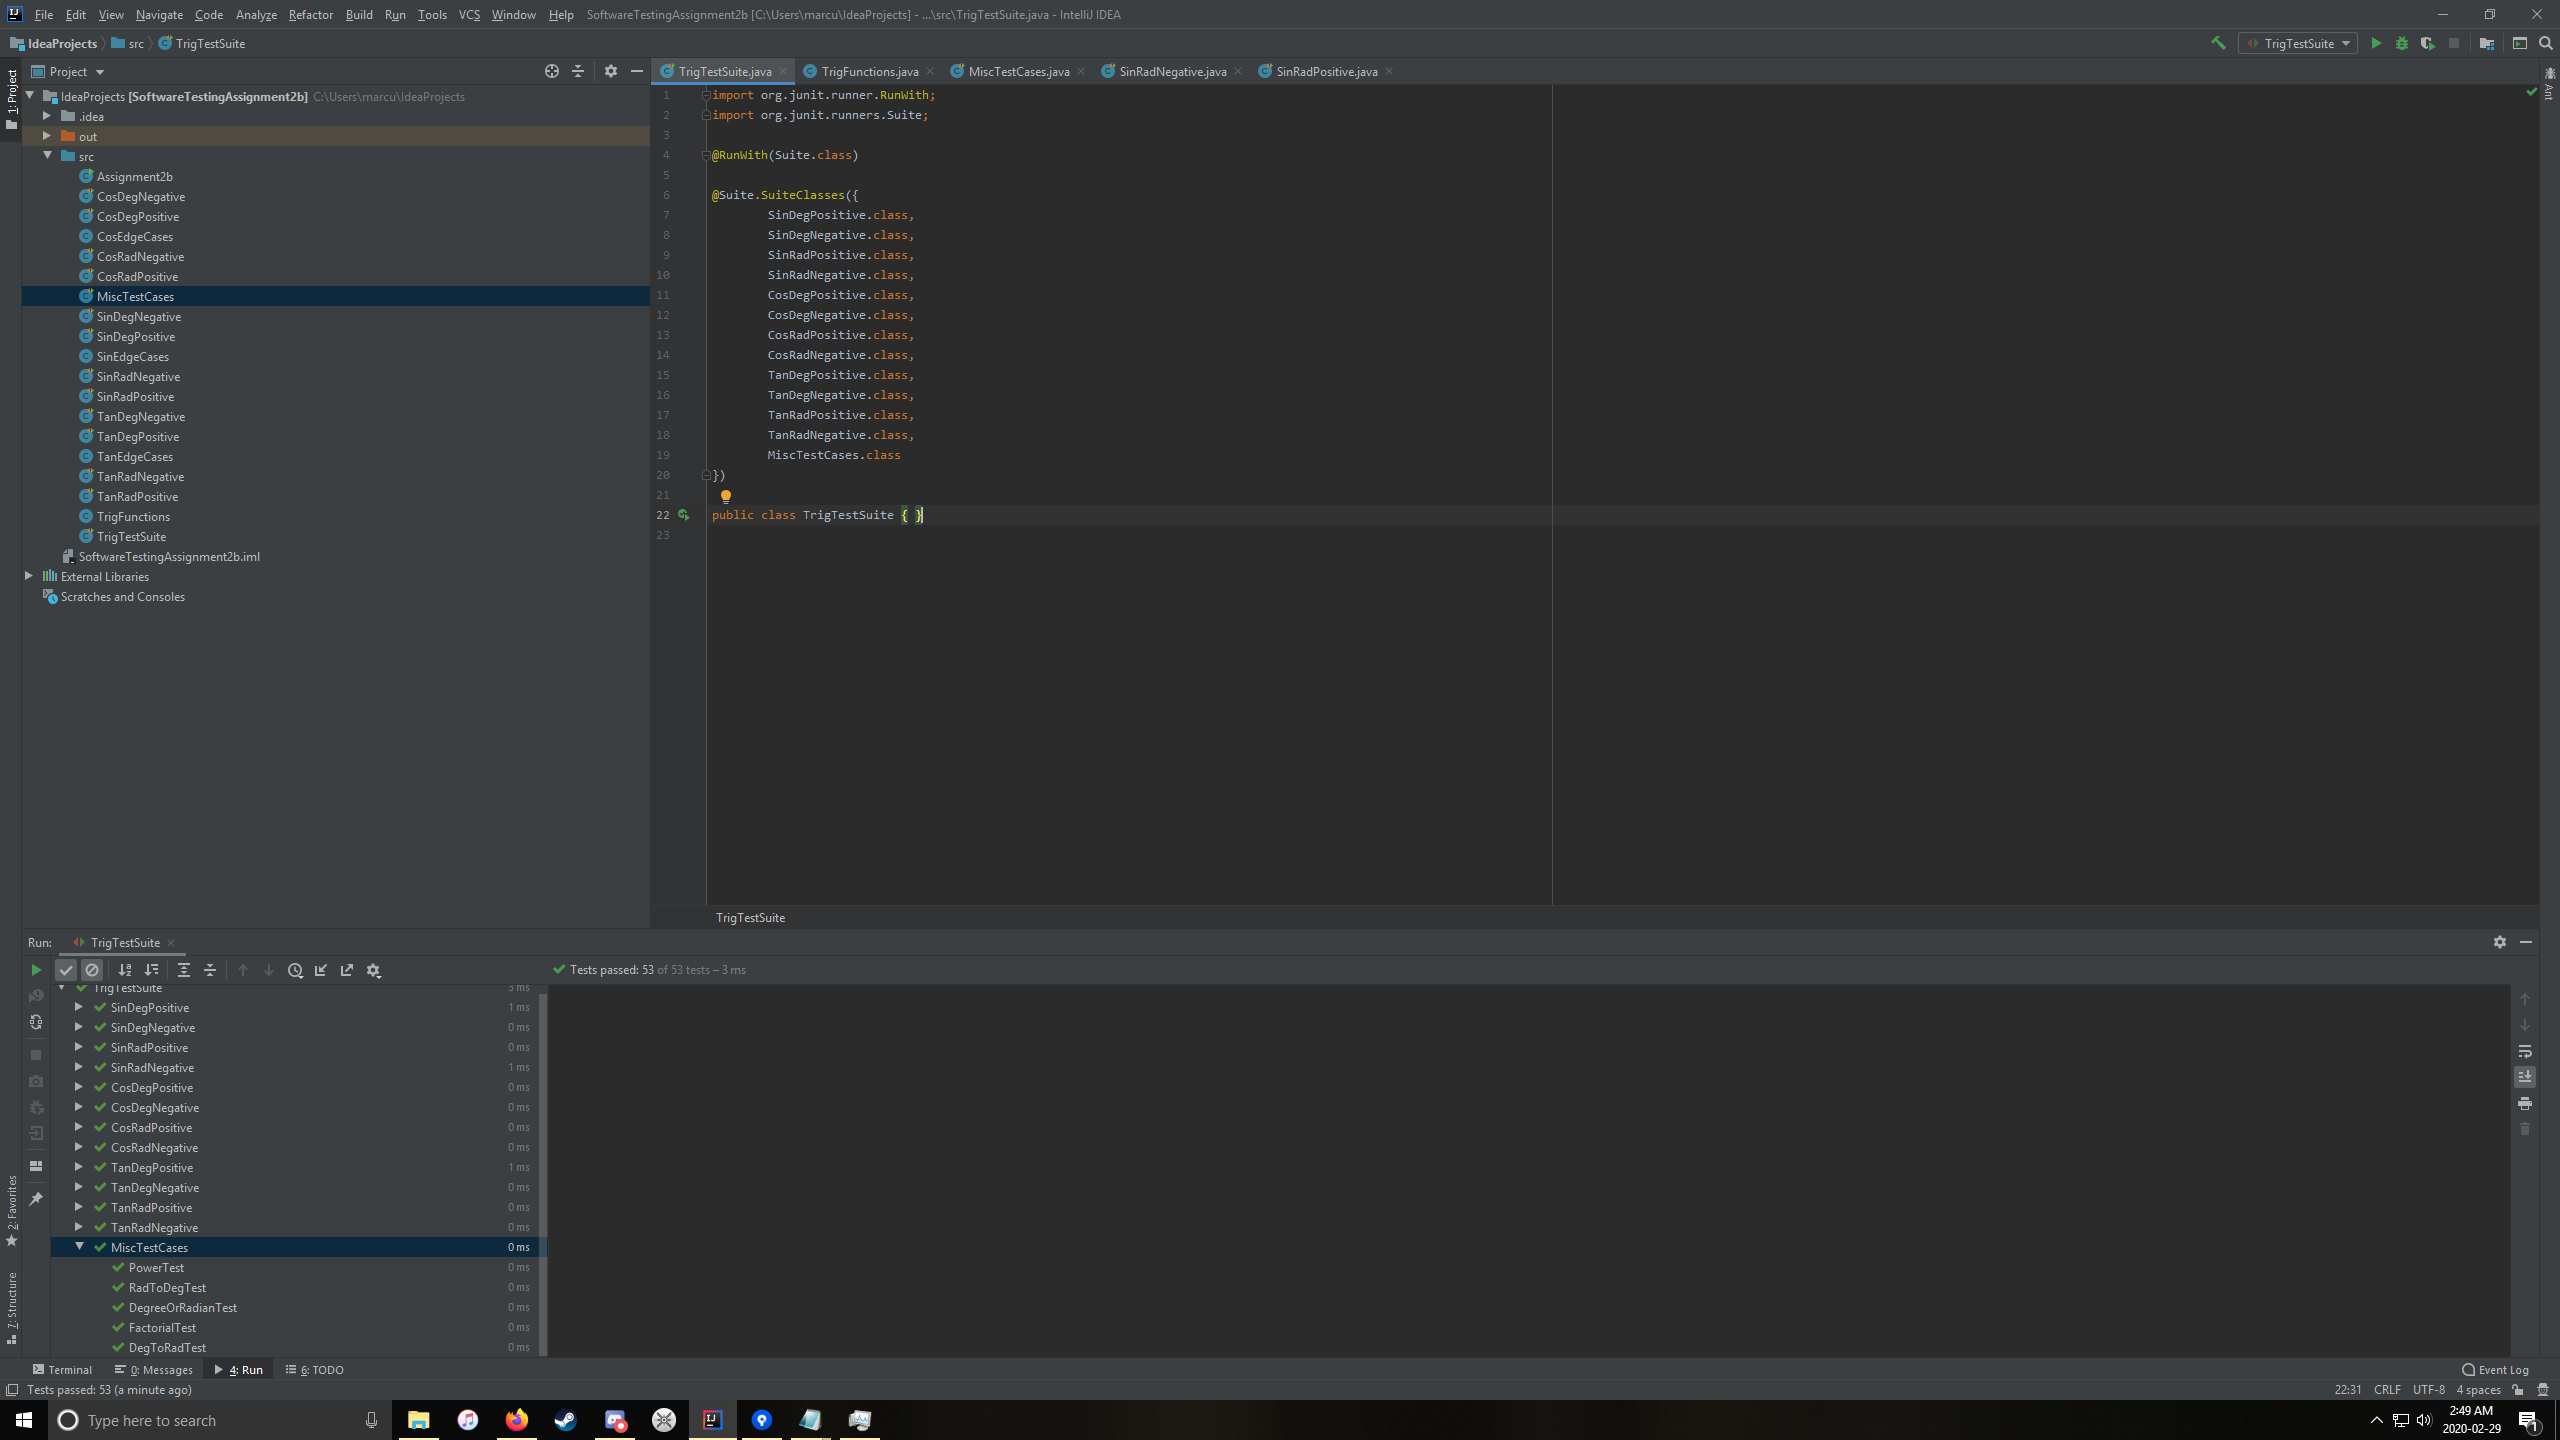 File Edit View Navigate Code Analyze Refactor Build Run Tools VCS Window Help SoftwareTestingAssignment2b [C:\Users\marcu\IdeaProjects] - ...\src\TrigTestSuite.java - IntelliJ IDEA
IdeaProjects src TrigTestSuite TrigTestSuite
1: Project
Project
TrigTestSuite.java TrigFunctions.java MiscTestCases.java SinRadNegative.java SinRadPositive.java
Ant
IdeaProjects [SoftwareTestingAssignment2b] C:\Users\marcu\IdeaProjects
.idea
out
src
Assignment2b
CosDegNegative
CosDegPositive
CosEdgeCases
CosRadNegative
CosRadPositive
MiscTestCases
SinDegNegative
SinDegPositive
SinEdgeCases
SinRadNegative
SinRadPositive
TanDegNegative
TanDegPositive
TanEdgeCases
TanRadNegative
TanRadPositive
TrigFunctions
TrigTestSuite
SoftwareTestingAssignment2b.iml
External Libraries
Scratches and Consoles
1 import org.junit.runner.RunWith;
2 import org.junit.runners.Suite;
3
4 @RunWith(Suite.class)
5
6 @Suite.SuiteClasses({
7 SinDegPositive.class,
8 SinDegNegative.class,
9 SinRadPositive.class,
10 SinRadNegative.class,
11 CosDegPositive.class,
12 CosDegNegative.class,
13 CosRadPositive.class,
14 CosRadNegative.class,
15 TanDegPositive.class,
16 TanDegNegative.class,
17 TanRadPositive.class,
18 TanRadNegative.class,
19 MiscTestCases.class
20 })
21
22 public class TrigTestSuite { }
23
TrigTestSuite
Run: TrigTestSuite
Tests passed: 53 of 53 tests – 3 ms
TrigTestSuite 3 ms
SinDegPositive 1 ms
SinDegNegative 0 ms
SinRadPositive 0 ms
SinRadNegative 1 ms
CosDegPositive 0 ms
CosDegNegative 0 ms
CosRadPositive 0 ms
CosRadNegative 0 ms
TanDegPositive 1 ms
TanDegNegative 0 ms
TanRadPositive 0 ms
TanRadNegative 0 ms
MiscTestCases 0 ms
PowerTest 0 ms
RadToDegTest 0 ms
DegreeOrRadianTest 0 ms
FactorialTest 0 ms
DegToRadTest 0 ms
2: Favorites
7: Structure
Terminal 0: Messages 4: Run 6: TODO Event Log
Tests passed: 53 (a minute ago) 22:31 CRLF UTF-8 4 spaces
Type here to search
2:49 AM
2020-02-29
1